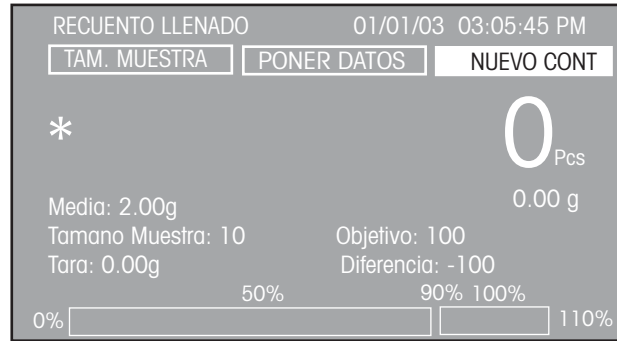 RECUENTO LLENADO 01/01/03 03:05:45 PM
TAM. MUESTRA PONER DATOS NUEVO CONT
* 0 Pcs
0.00 g
Media: 2.00g
Tamano Muestra: 10 Objetivo: 100
Tara: 0.00g Diferencia: -100
50% 90% 100%
0% 110%